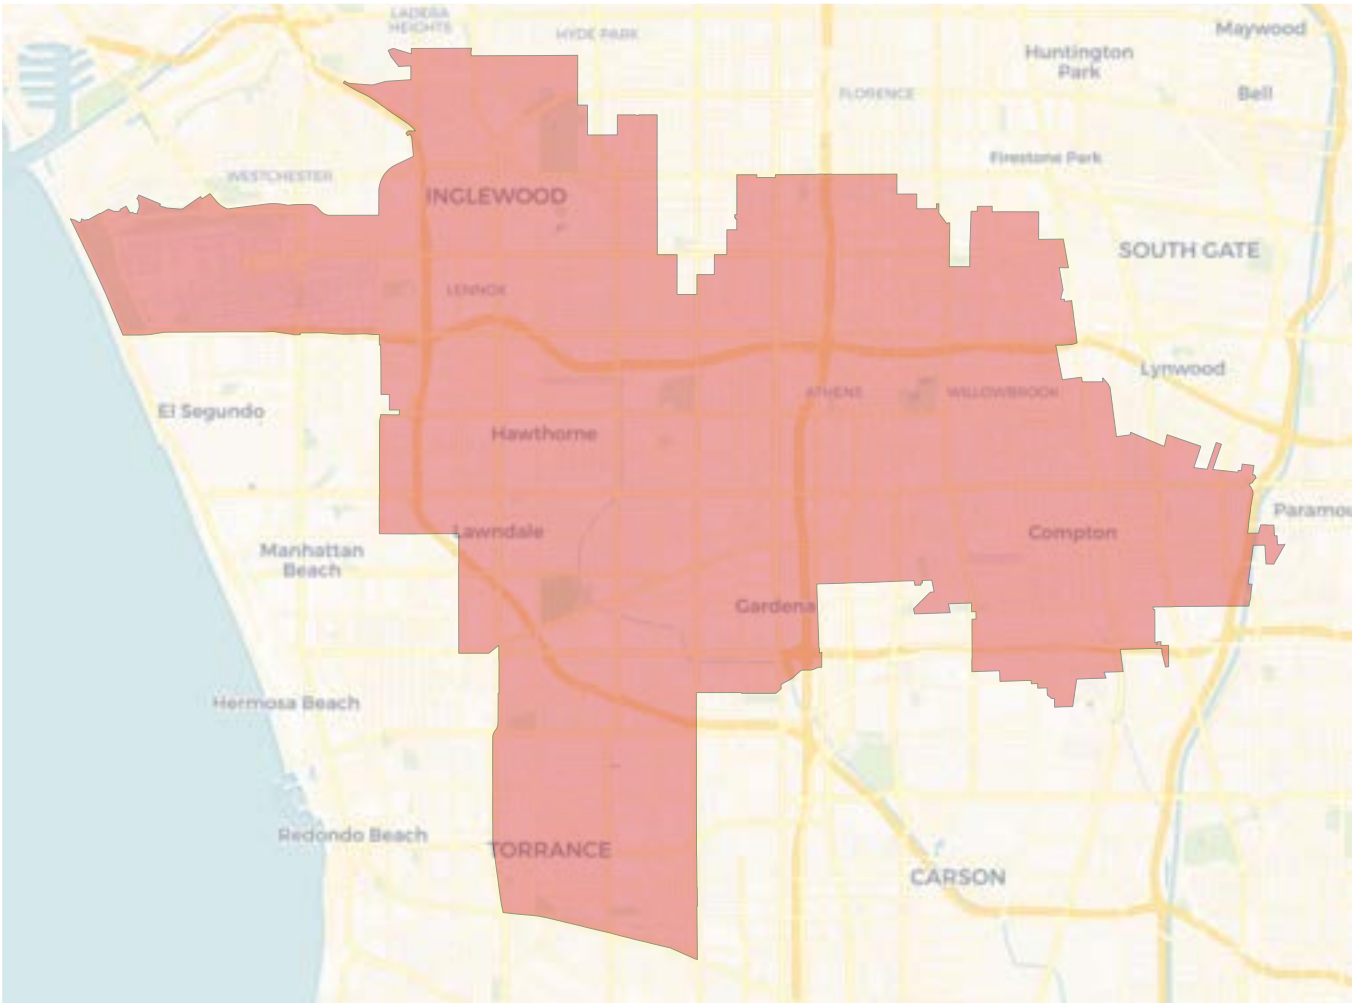 LADERA
HEIGHTS
HYDE PARK
Maywood
Huntington
Park
Bell
FLORENCE
Firestone Park
WESTCHESTER
INGLEWOOD
SOUTH GATE
LENNOX
Lynwood
ATHENS
WILLOWBROOK
El Segundo
Hawthorne
Paramou
Lawndale
Compton
Manhattan
Beach
Gardena
Hermosa Beach
Redondo Beach
TORRANCE
CARSON